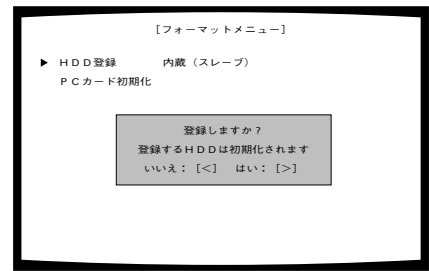 [フォーマットメニュー]
▶ HDD登録 内蔵(スレーブ)
PCカード初期化
登録しますか?
登録するHDDは初期化されます
いいえ:[<] はい:[>]